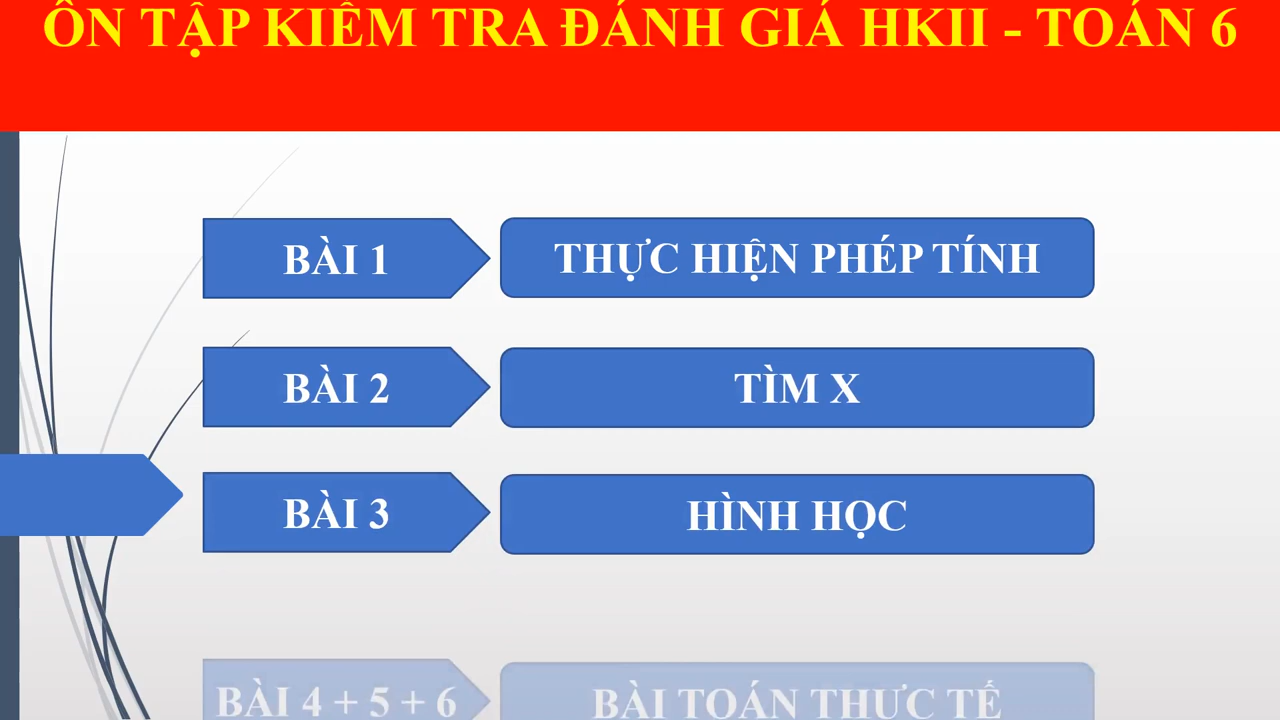 ÔN TẬP KIỂM TRA ĐÁNH GIÁ HKII - TOÁN 6
BÀI 1 THỰC HIỆN PHÉP TÍNH
BÀI 2 TÌM X
BÀI 3 HÌNH HỌC
BÀI 4 + 5 + 6 BÀI TOÁN THỰC TẾ